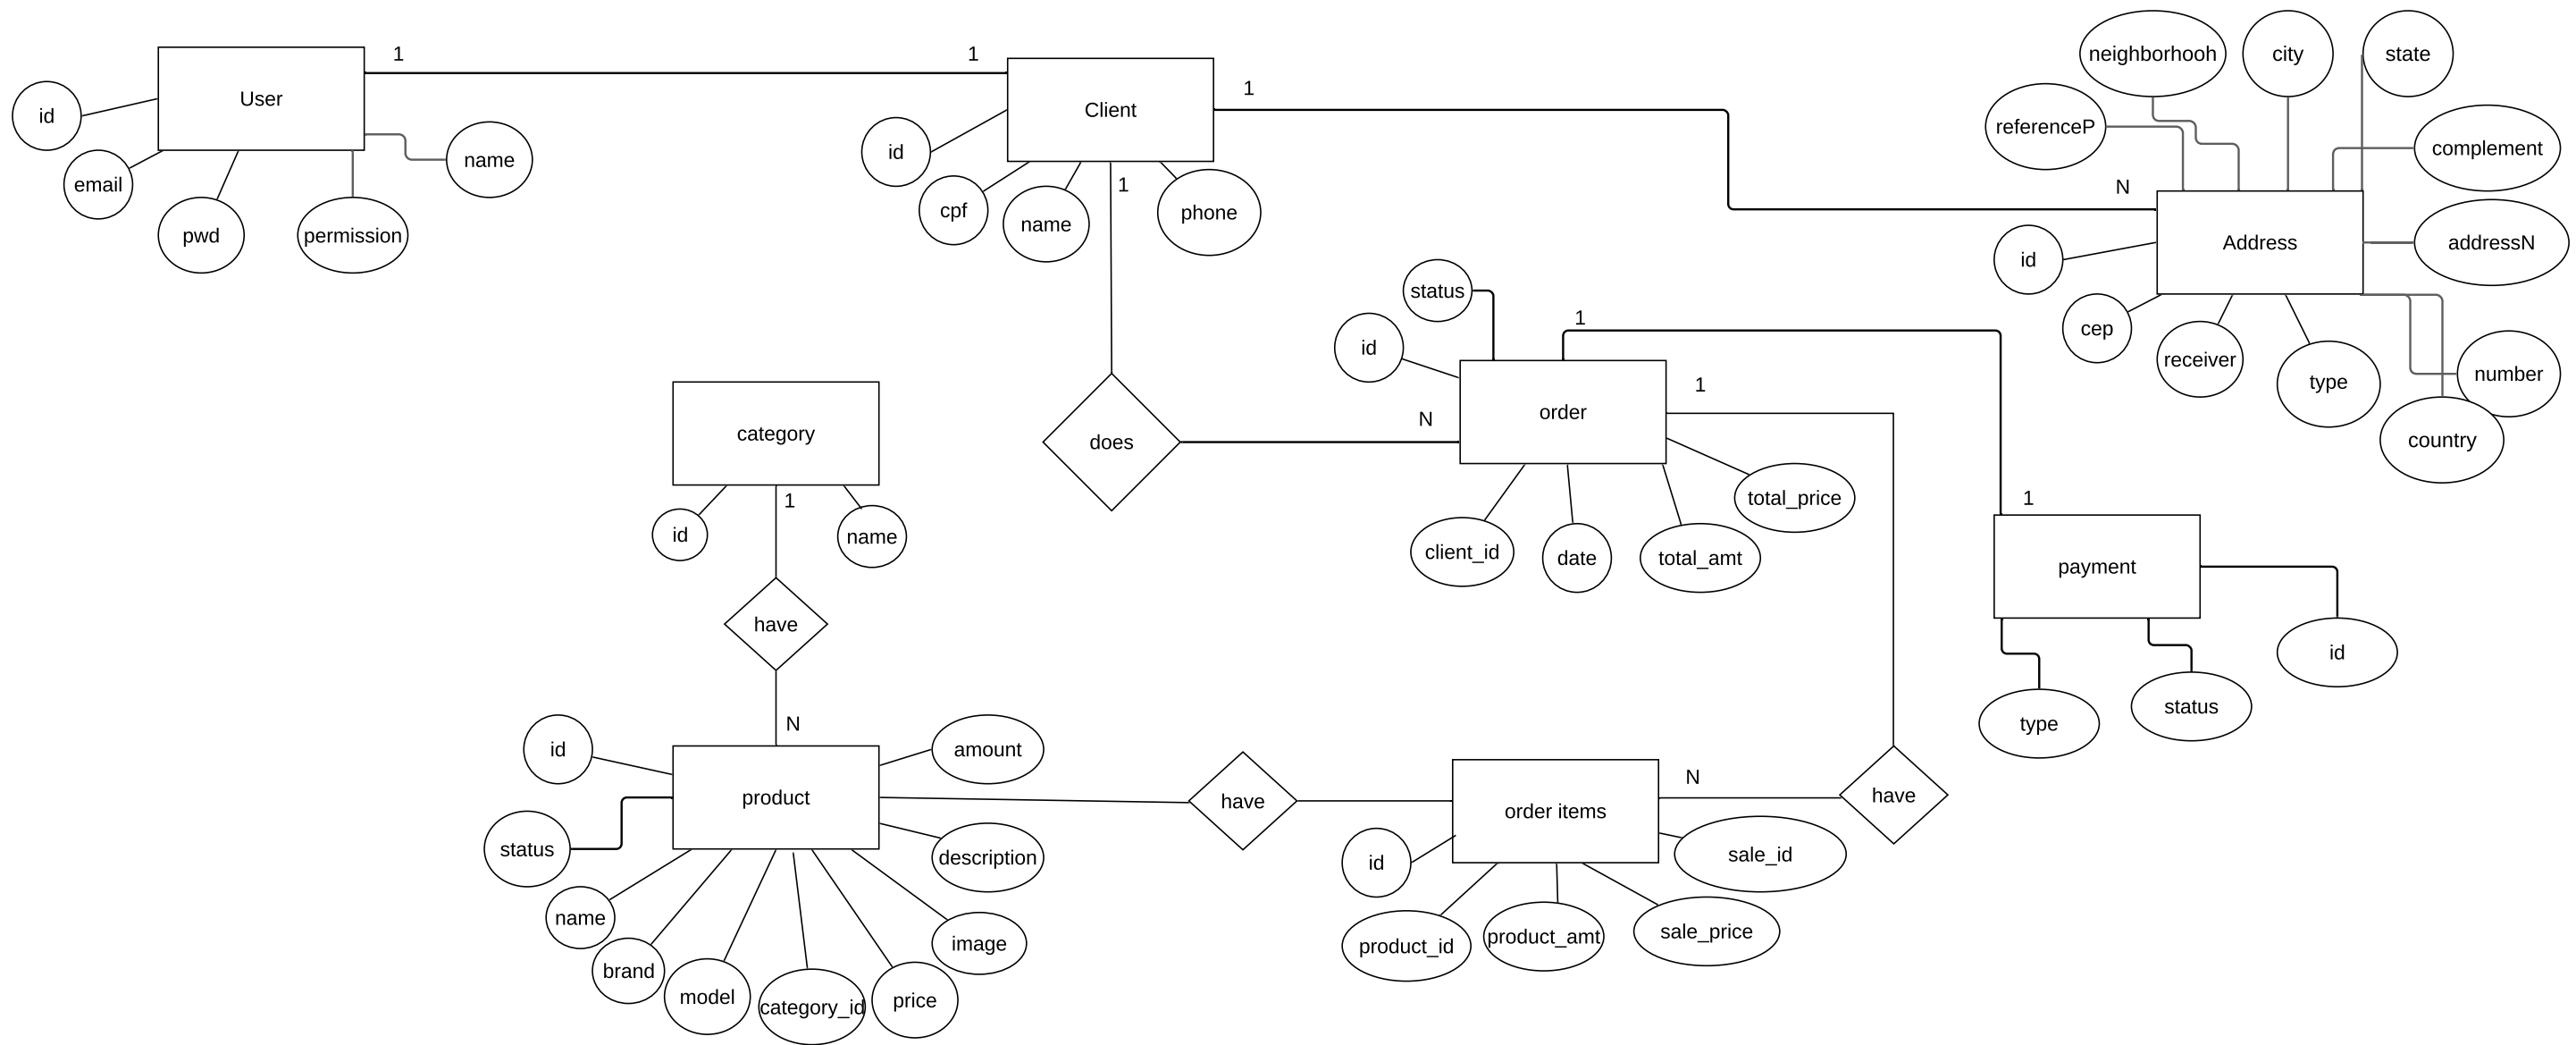 neighborhooh
city
state
1
1
User
Client
1
id
name
email
pwd
permission
id
cpf
name
phone
1
referenceP
complement
N
Address
addressN
id
cep
receiver
type
number
country
status
id
1
1
order
N
does
total_price
client_id
date
total_amt
category
1
id
name
have
N
1
payment
id
type
status
id
amount
product
status
description
name
brand
model
category_id
price
image
have
order items
N
have
id
sale_id
product_id
product_amt
sale_price